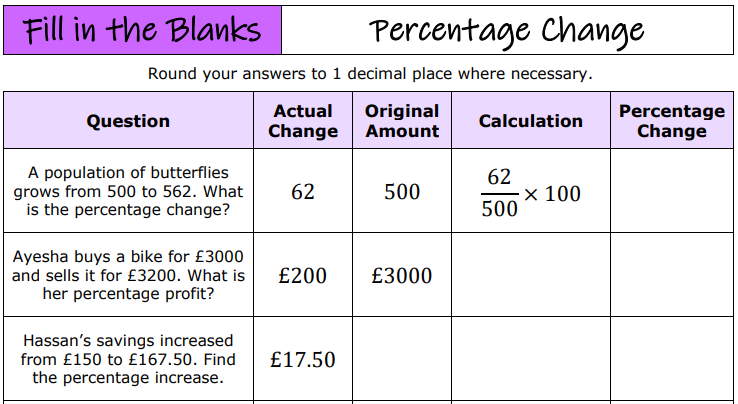 Fill in the Blanks
Percentage Change
Round your answers to 1 decimal place where necessary.
Question
Actual
Change
Original
Amount
Calculation
Percentage
Change
A population of butterflies
grows from 500 to 562. What
is the percentage change?
62
500
62
500
× 100
Ayesha buys a bike for £3000
and sells it for £3200. What is
her percentage profit?
£200
£3000
Hassan’s savings increased
from £150 to £167.50. Find
the percentage increase.
£17.50